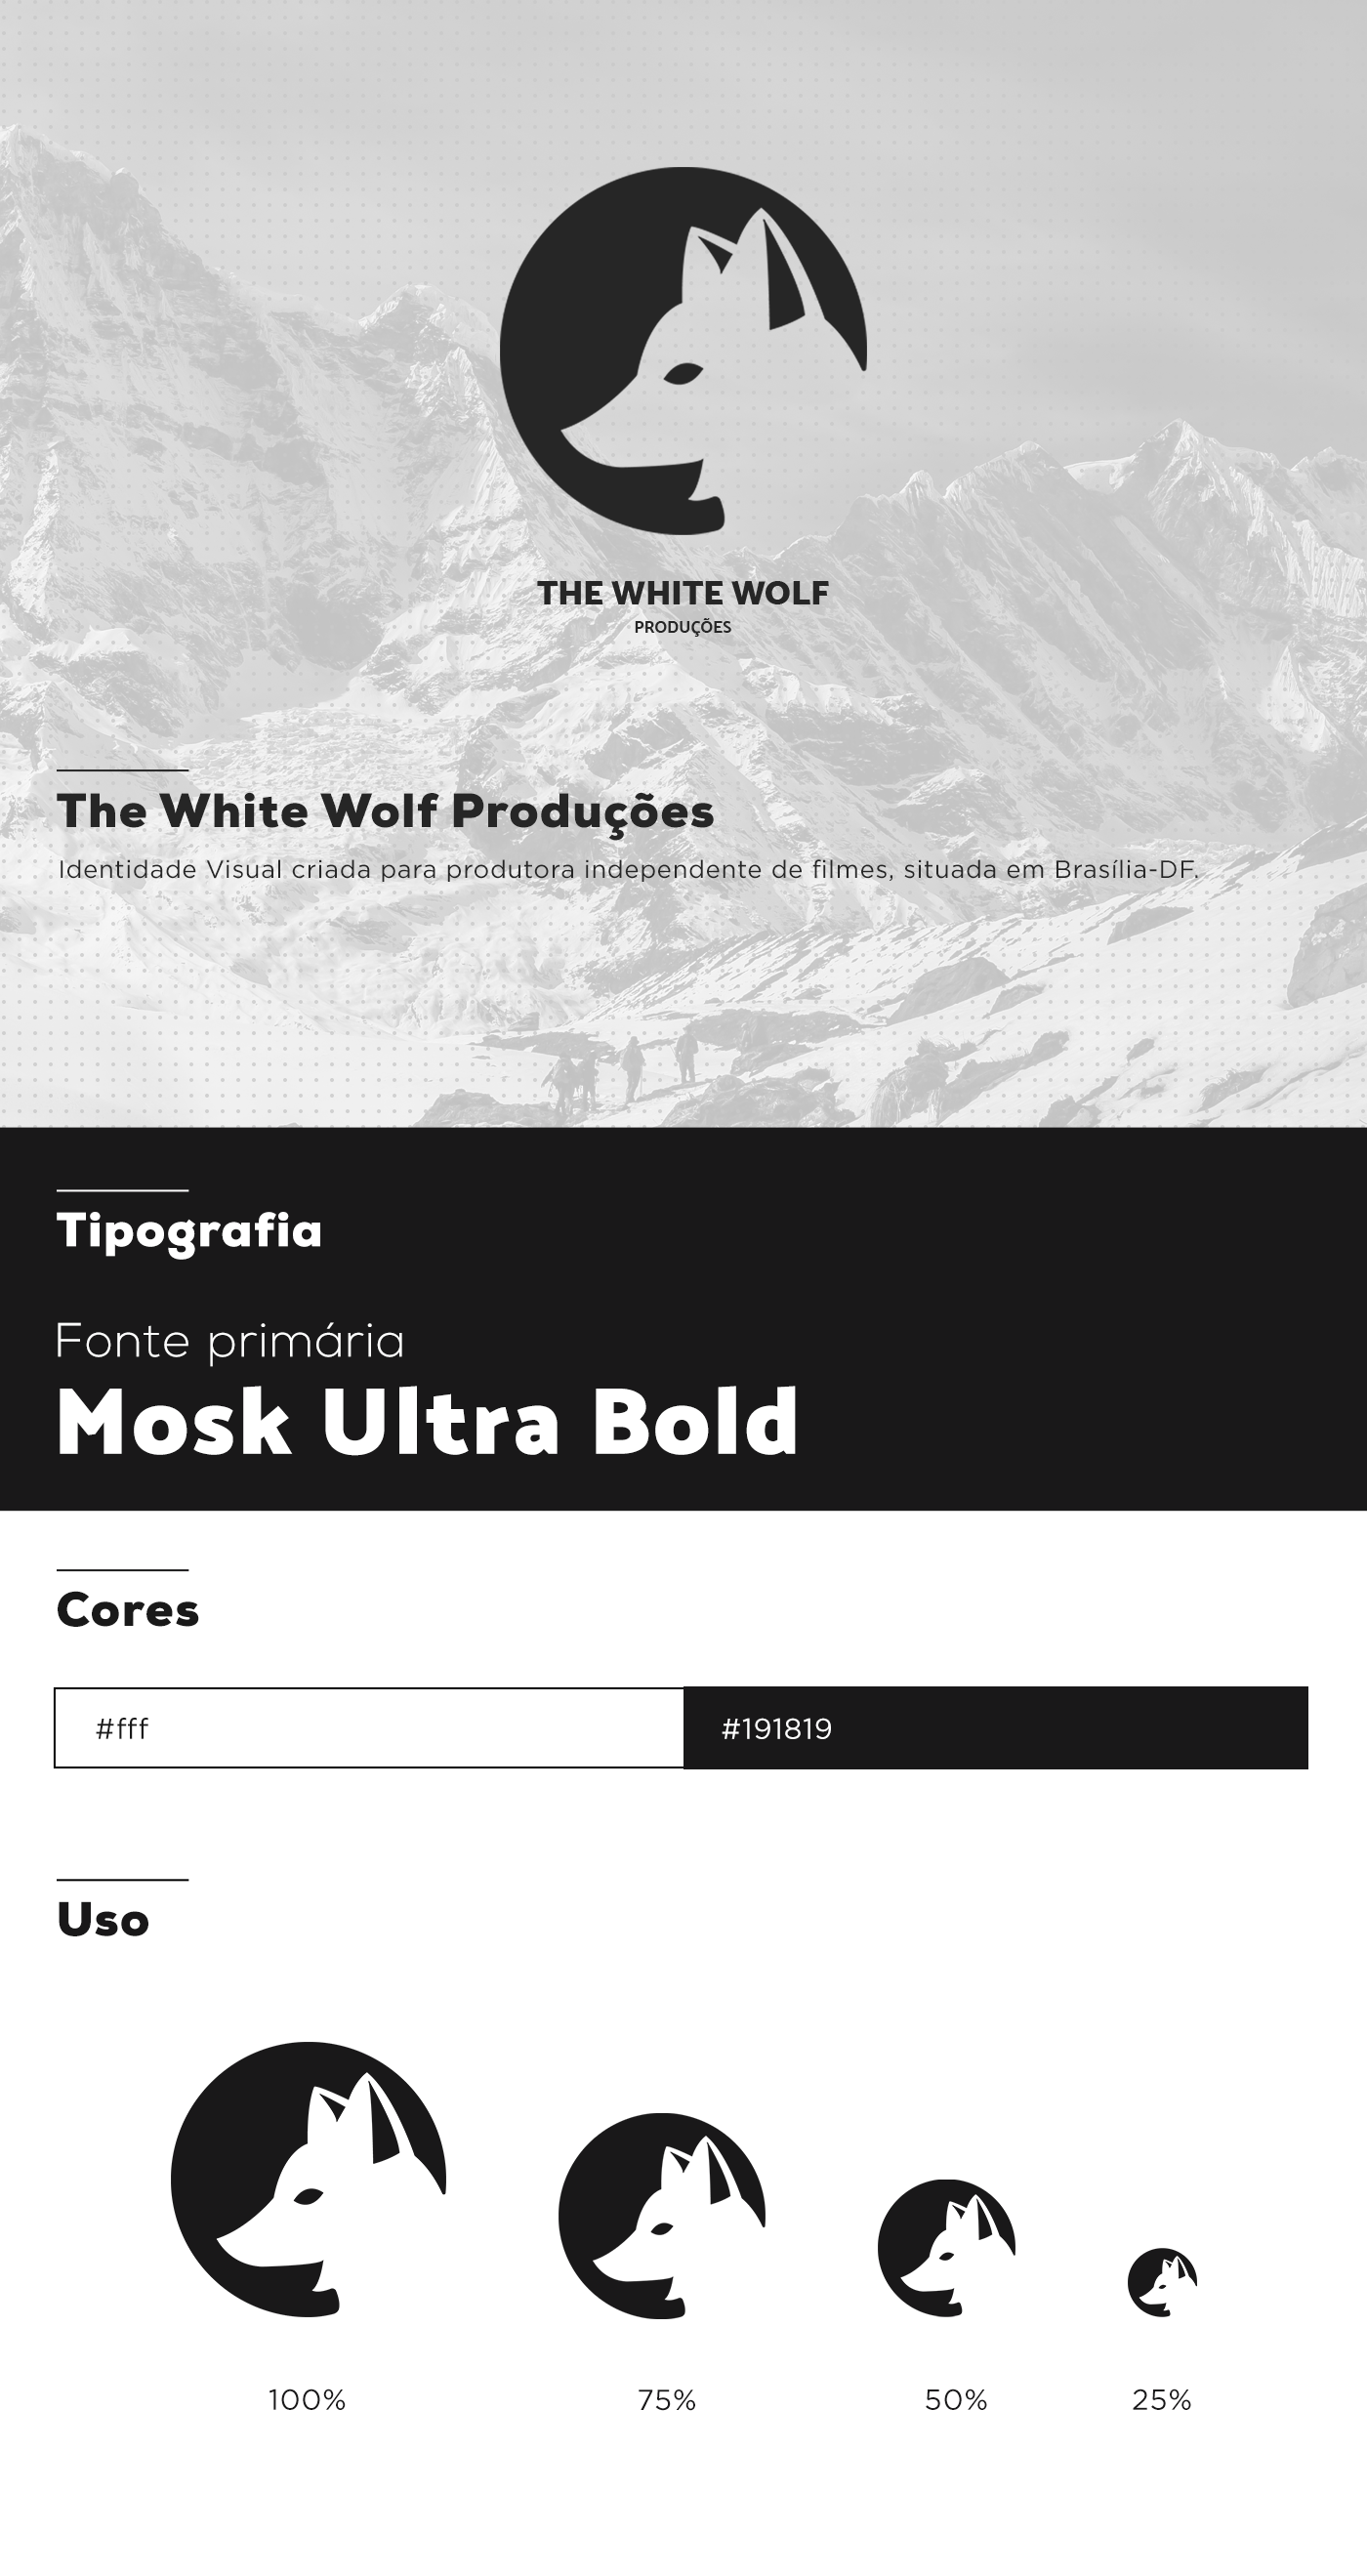 THE WHITE WOLF
PRODUÇÕES
The White Wolf Produções
Identidade Visual criada para produtora independente de filmes, situada em Brasília-DF.
Tipografia
Fonte primária
Mosk Ultra Bold
Cores
#fff #191819
Uso
100% 75% 50% 25%